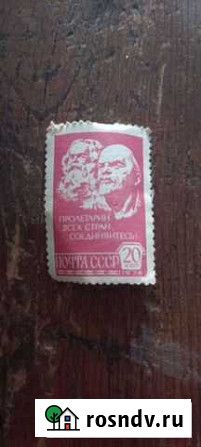 ПРОЛЕТАРИИ
ВСЕХ СТРАН,
СОЕДИНЯЙТЕСЬ!
ПОЧТА СССР
20
rosndv.ru